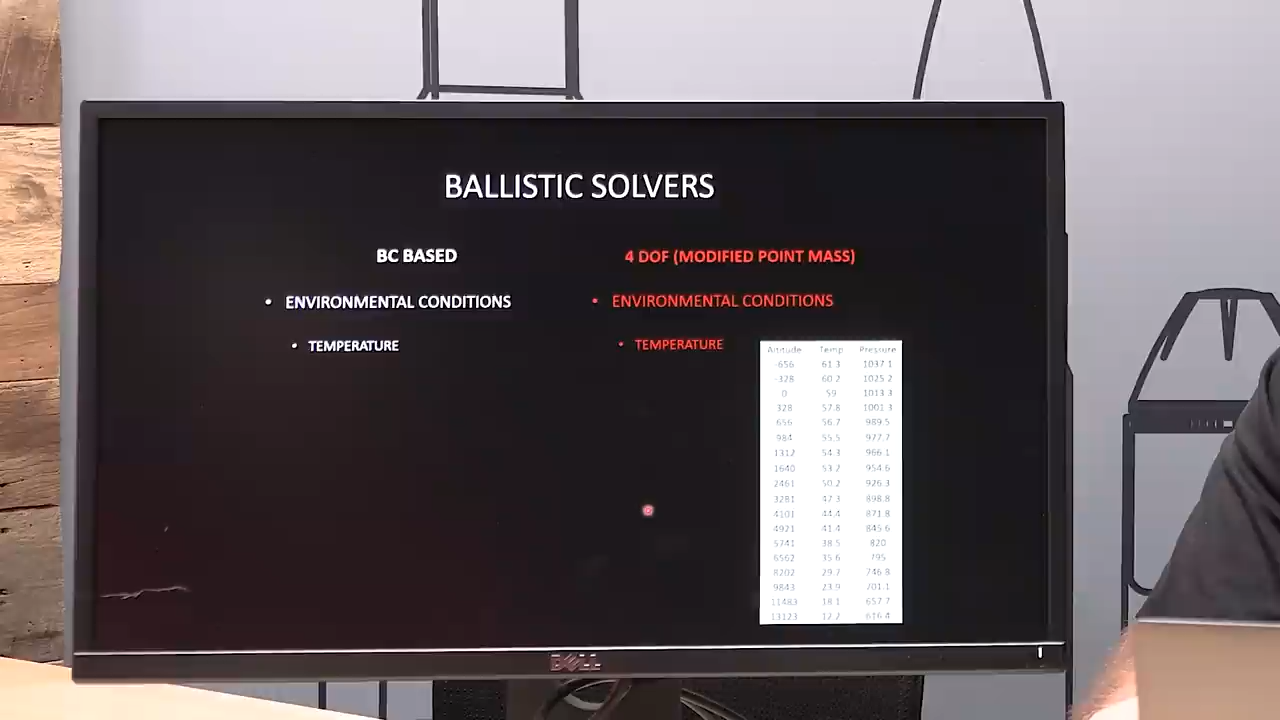 BALLISTIC SOLVERS
BC BASED
4 DOF (MODIFIED POINT MASS)
• ENVIRONMENTAL CONDITIONS
• ENVIRONMENTAL CONDITIONS
• TEMPERATURE
• TEMPERATURE
Altitude Temp Pressure
-656 61.3 1037.1
-328 60.2 1025.2
0 59 1013.3
328 57.8 1001.3
656 56.7 989.5
984 55.5 977.7
1312 54.3 966.1
1640 53.2 954.6
2461 50.2 926.3
3281 47.3 898.8
4101 44.4 871.8
4921 41.4 845.6
5741 38.5 820
6562 35.6 795
8202 29.7 746.8
9843 23.9 701.1
11483 18.1 657.7
13123 12.2 616.4
DELL